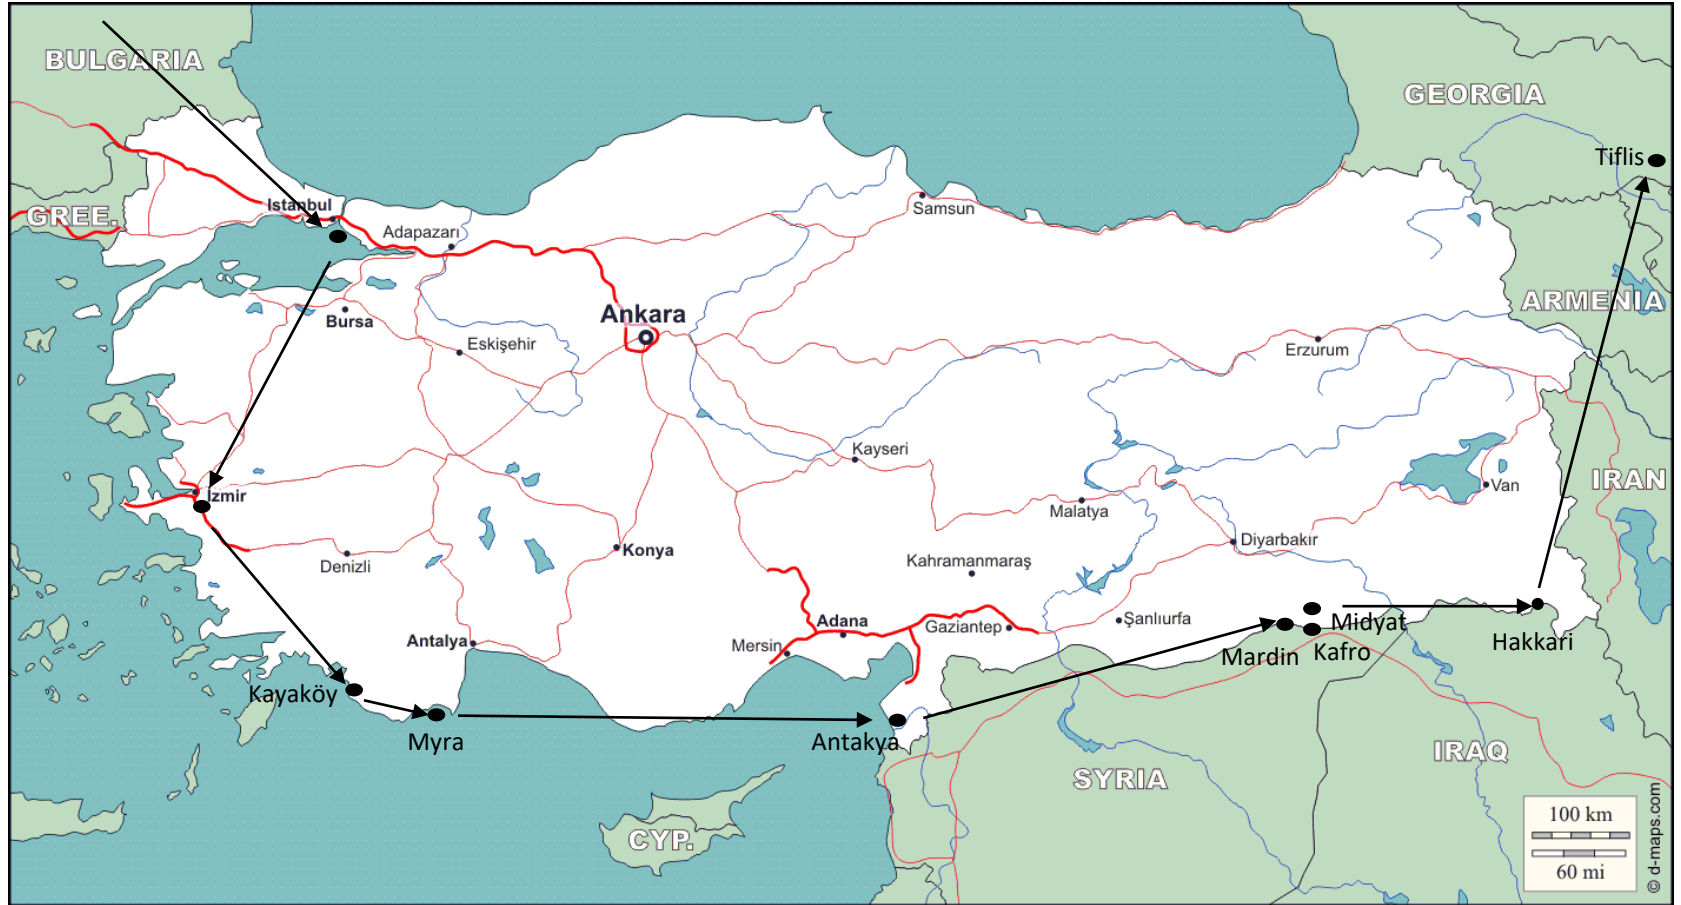 BULGARIA
GEORGIA
Tiflis
Istanbul
GREE.
Adapazarı
Samsun
ARMENIA
Ankara
Bursa
Eskişehir
Erzurum
Kayseri
IRAN
İzmir
Van
Malatya
Diyarbakır
Konya
Denizli
Kahramanmaraş
Adana
Gaziantep
Şanlıurfa
Midyat
Antalya
Mersin
Mardin
Kafro
Hakkari
Kayaköy
Myra
Antakya
IRAQ
SYRIA
CYP.
100 km
60 mi
© d-maps.com